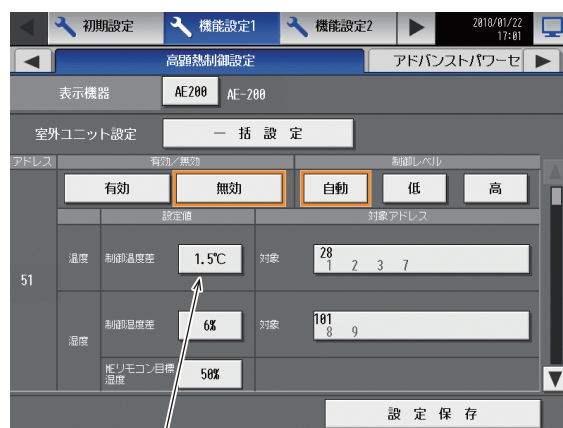 初期設定 機能設定1 機能設定2 2018/01/22
17:01
高顕熱制御設定 アドバンストパワーセ
表示機器 AE200 AE-200
室外ユニット設定 一 括 設 定
アドレス 有効/無効 制御レベル
有効 無効 自動 低 高
設定値 対象アドレス
温度 制御温度差 1.5℃ 対象 28
1 2 3 7
51
湿度 制御湿度差 6% 対象 101
8 9
MEリモコン目標
湿度 50%
設 定 保 存